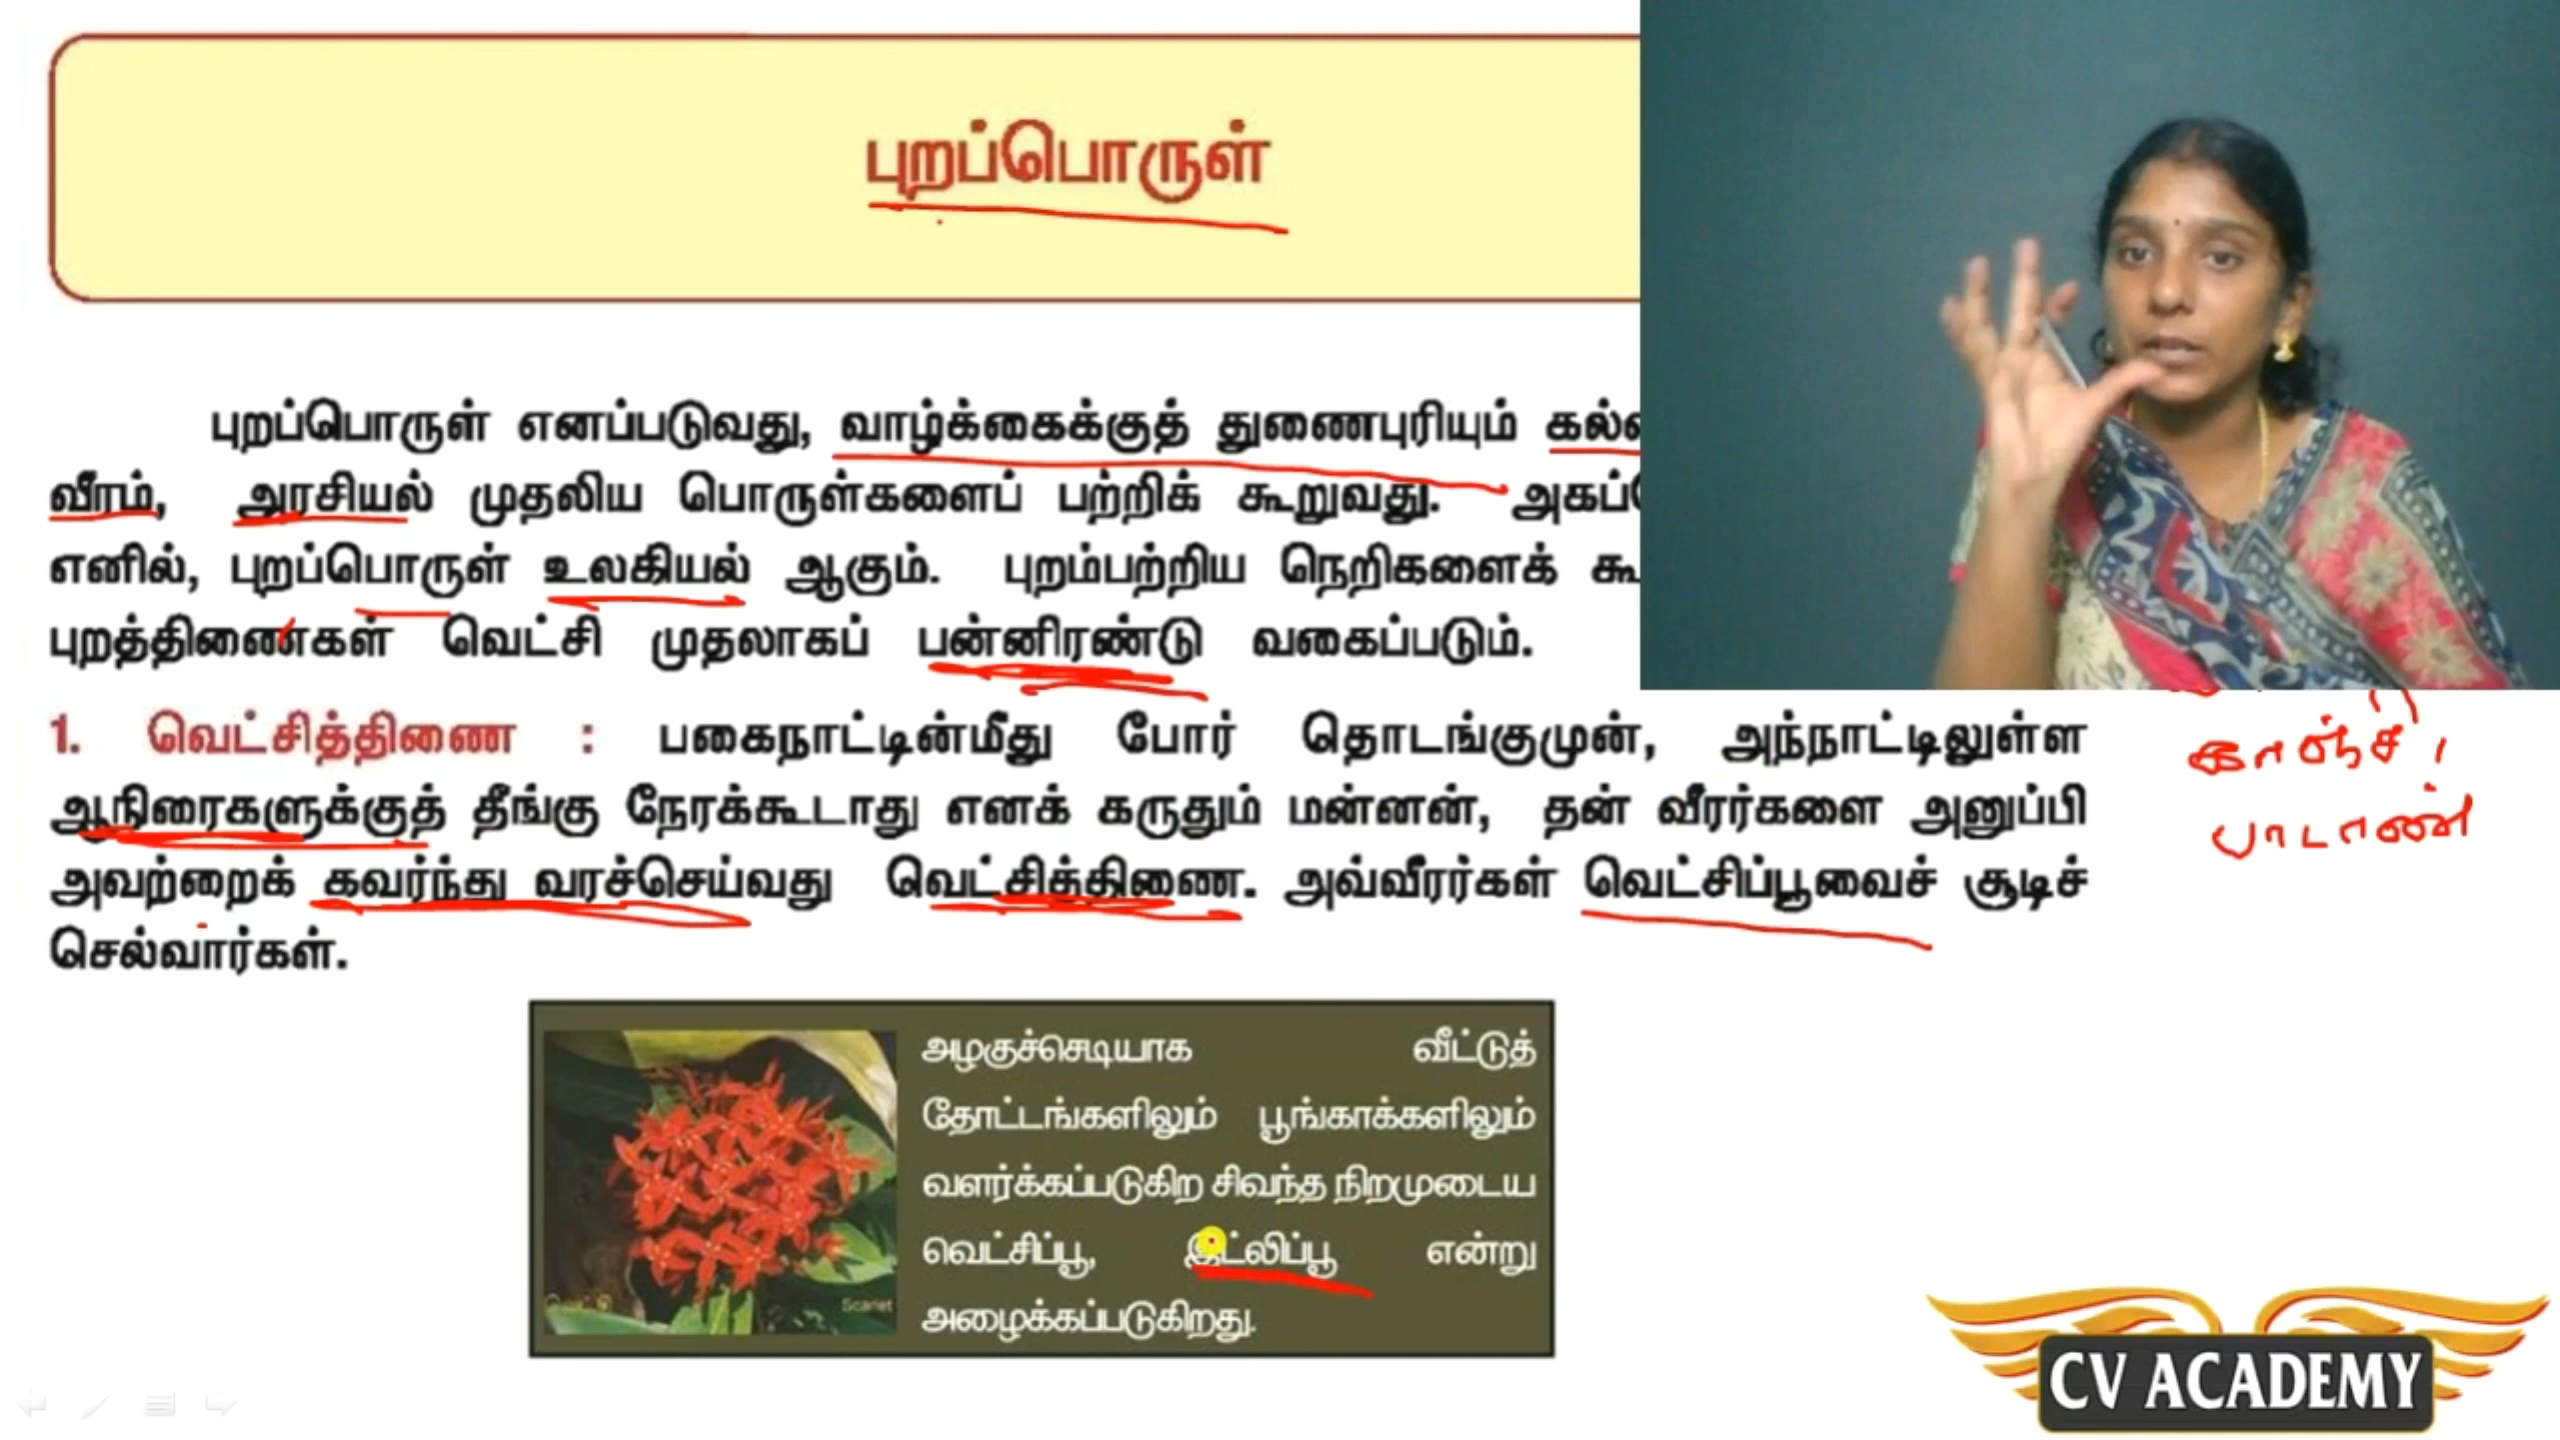 புறப்பொருள்
புறப்பொருள் எனப்படுவது, வாழ்க்கைக்குத் துணைபுரியும்
வீரம், அரசியல் முதலிய பொருள்களைப் பற்றிக் கூறுவது.
எனில், புறப்பொருள் உலகியல் ஆகும். புறம்பற்றிய நெறிகளைக்
புறத்திணைகள் வெட்சி முதலாகப் பன்னிரண்டு வகைப்படும்.
1. வெட்சித்திணை : பகைநாட்டின்மீது போர் தொடங்குமுன், அந்நாட்டிலுள்ள
ஆநிரைகளுக்குத் தீங்கு நேரக்கூடாது எனக் கருதும் மன்னன், தன் வீரர்களை அனுப்பி
அவற்றைக் கவர்ந்து வரச்செய்வது வெட்சித்திணை. அவ்வீரர்கள் வெட்சிப்பூவைச் சூடிச்
செல்வார்கள்.
காஞ்சி,
பாடாண்
அழகுச்செடியாக வீட்டுத்
தோட்டங்களிலும் பூங்காக்களிலும்
வளர்க்கப்படுகிற சிவந்த நிறமுடைய
வெட்சிப்பூ, இட்லிப்பூ என்று
அழைக்கப்படுகிறது.
Scarlet
CV ACADEMY